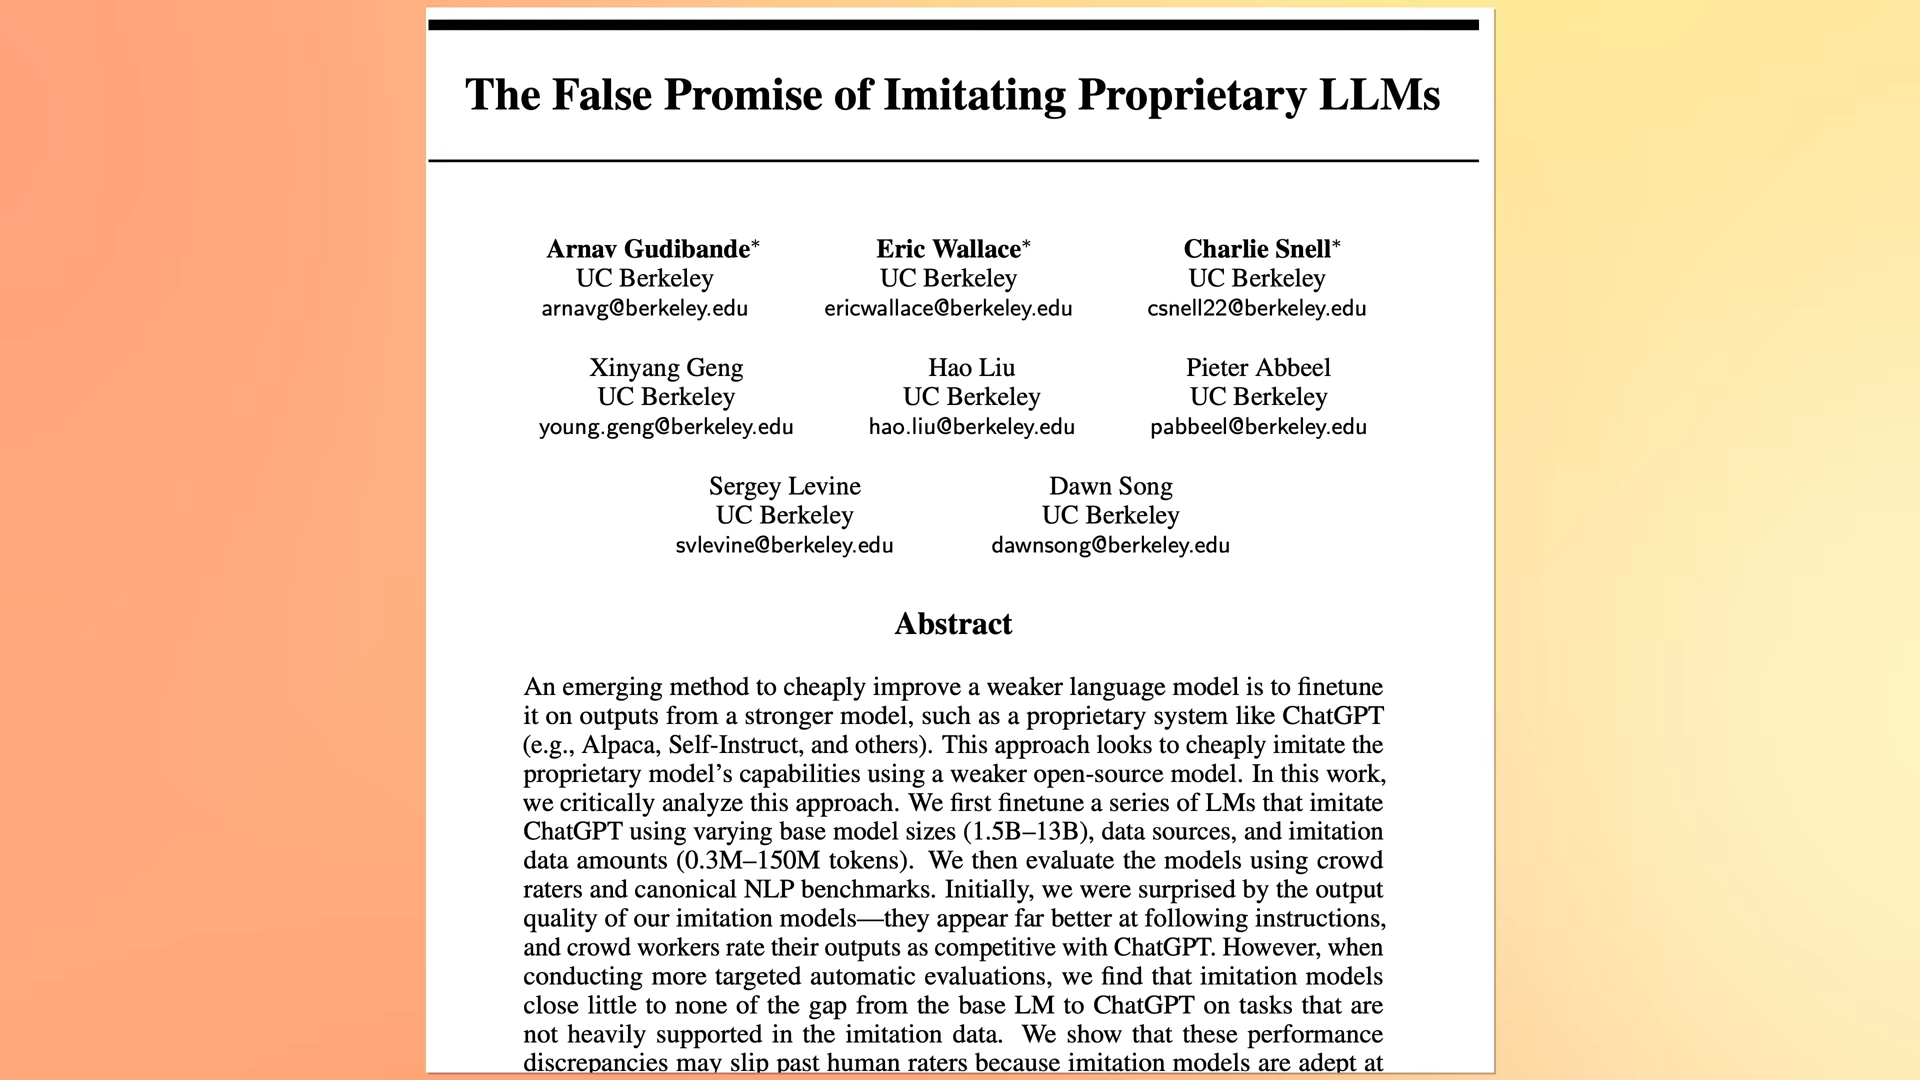 The False Promise of Imitating Proprietary LLMs
Arnav Gudibande* Eric Wallace* Charlie Snell*
UC Berkeley UC Berkeley UC Berkeley
arnavg@berkeley.edu ericwallace@berkeley.edu csnell22@berkeley.edu
Xinyang Geng Hao Liu Pieter Abbeel
UC Berkeley UC Berkeley UC Berkeley
young.geng@berkeley.edu hao.liu@berkeley.edu pabbeel@berkeley.edu
Sergey Levine Dawn Song
UC Berkeley UC Berkeley
svlevine@berkeley.edu dawnsong@berkeley.edu
Abstract
An emerging method to cheaply improve a weaker language model is to finetune
it on outputs from a stronger model, such as a proprietary system like ChatGPT
(e.g., Alpaca, Self-Instruct, and others). This approach looks to cheaply imitate the
proprietary model’s capabilities using a weaker open-source model. In this work,
we critically analyze this approach. We first finetune a series of LMs that imitate
ChatGPT using varying base model sizes (1.5B–13B), data sources, and imitation
data amounts (0.3M–150M tokens). We then evaluate the models using crowd
raters and canonical NLP benchmarks. Initially, we were surprised by the output
quality of our imitation models—they appear far better at following instructions,
and crowd workers rate their outputs as competitive with ChatGPT. However, when
conducting more targeted automatic evaluations, we find that imitation models
close little to none of the gap from the base LM to ChatGPT on tasks that are
not heavily supported in the imitation data. We show that these performance
discrepancies may slip past human raters because imitation models are adept at